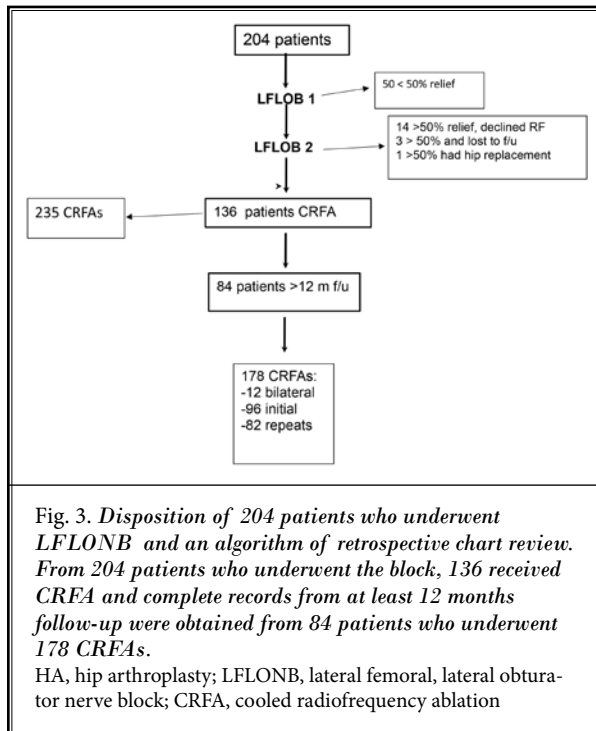 204 patients
LFLOB 1
50 < 50% relief
LFLOB 2
14 >50% relief, declined RF
3 > 50% and lost to f/u
1 >50% had hip replacement
235 CRFAs
136 patients CRFA
84 patients >12 m f/u
178 CRFAs:
-12 bilateral
-96 initial
-82 repeats
Fig. 3. Disposition of 204 patients who underwent
LFLONB and an algorithm of retrospective chart review.
From 204 patients who underwent the block, 136 received
CRFA and complete records from at least 12 months
follow-up were obtained from 84 patients who underwent
178 CRFAs.
HA, hip arthroplasty; LFLONB, lateral femoral, lateral obtura-
tor nerve block; CRFA, cooled radiofrequency ablation